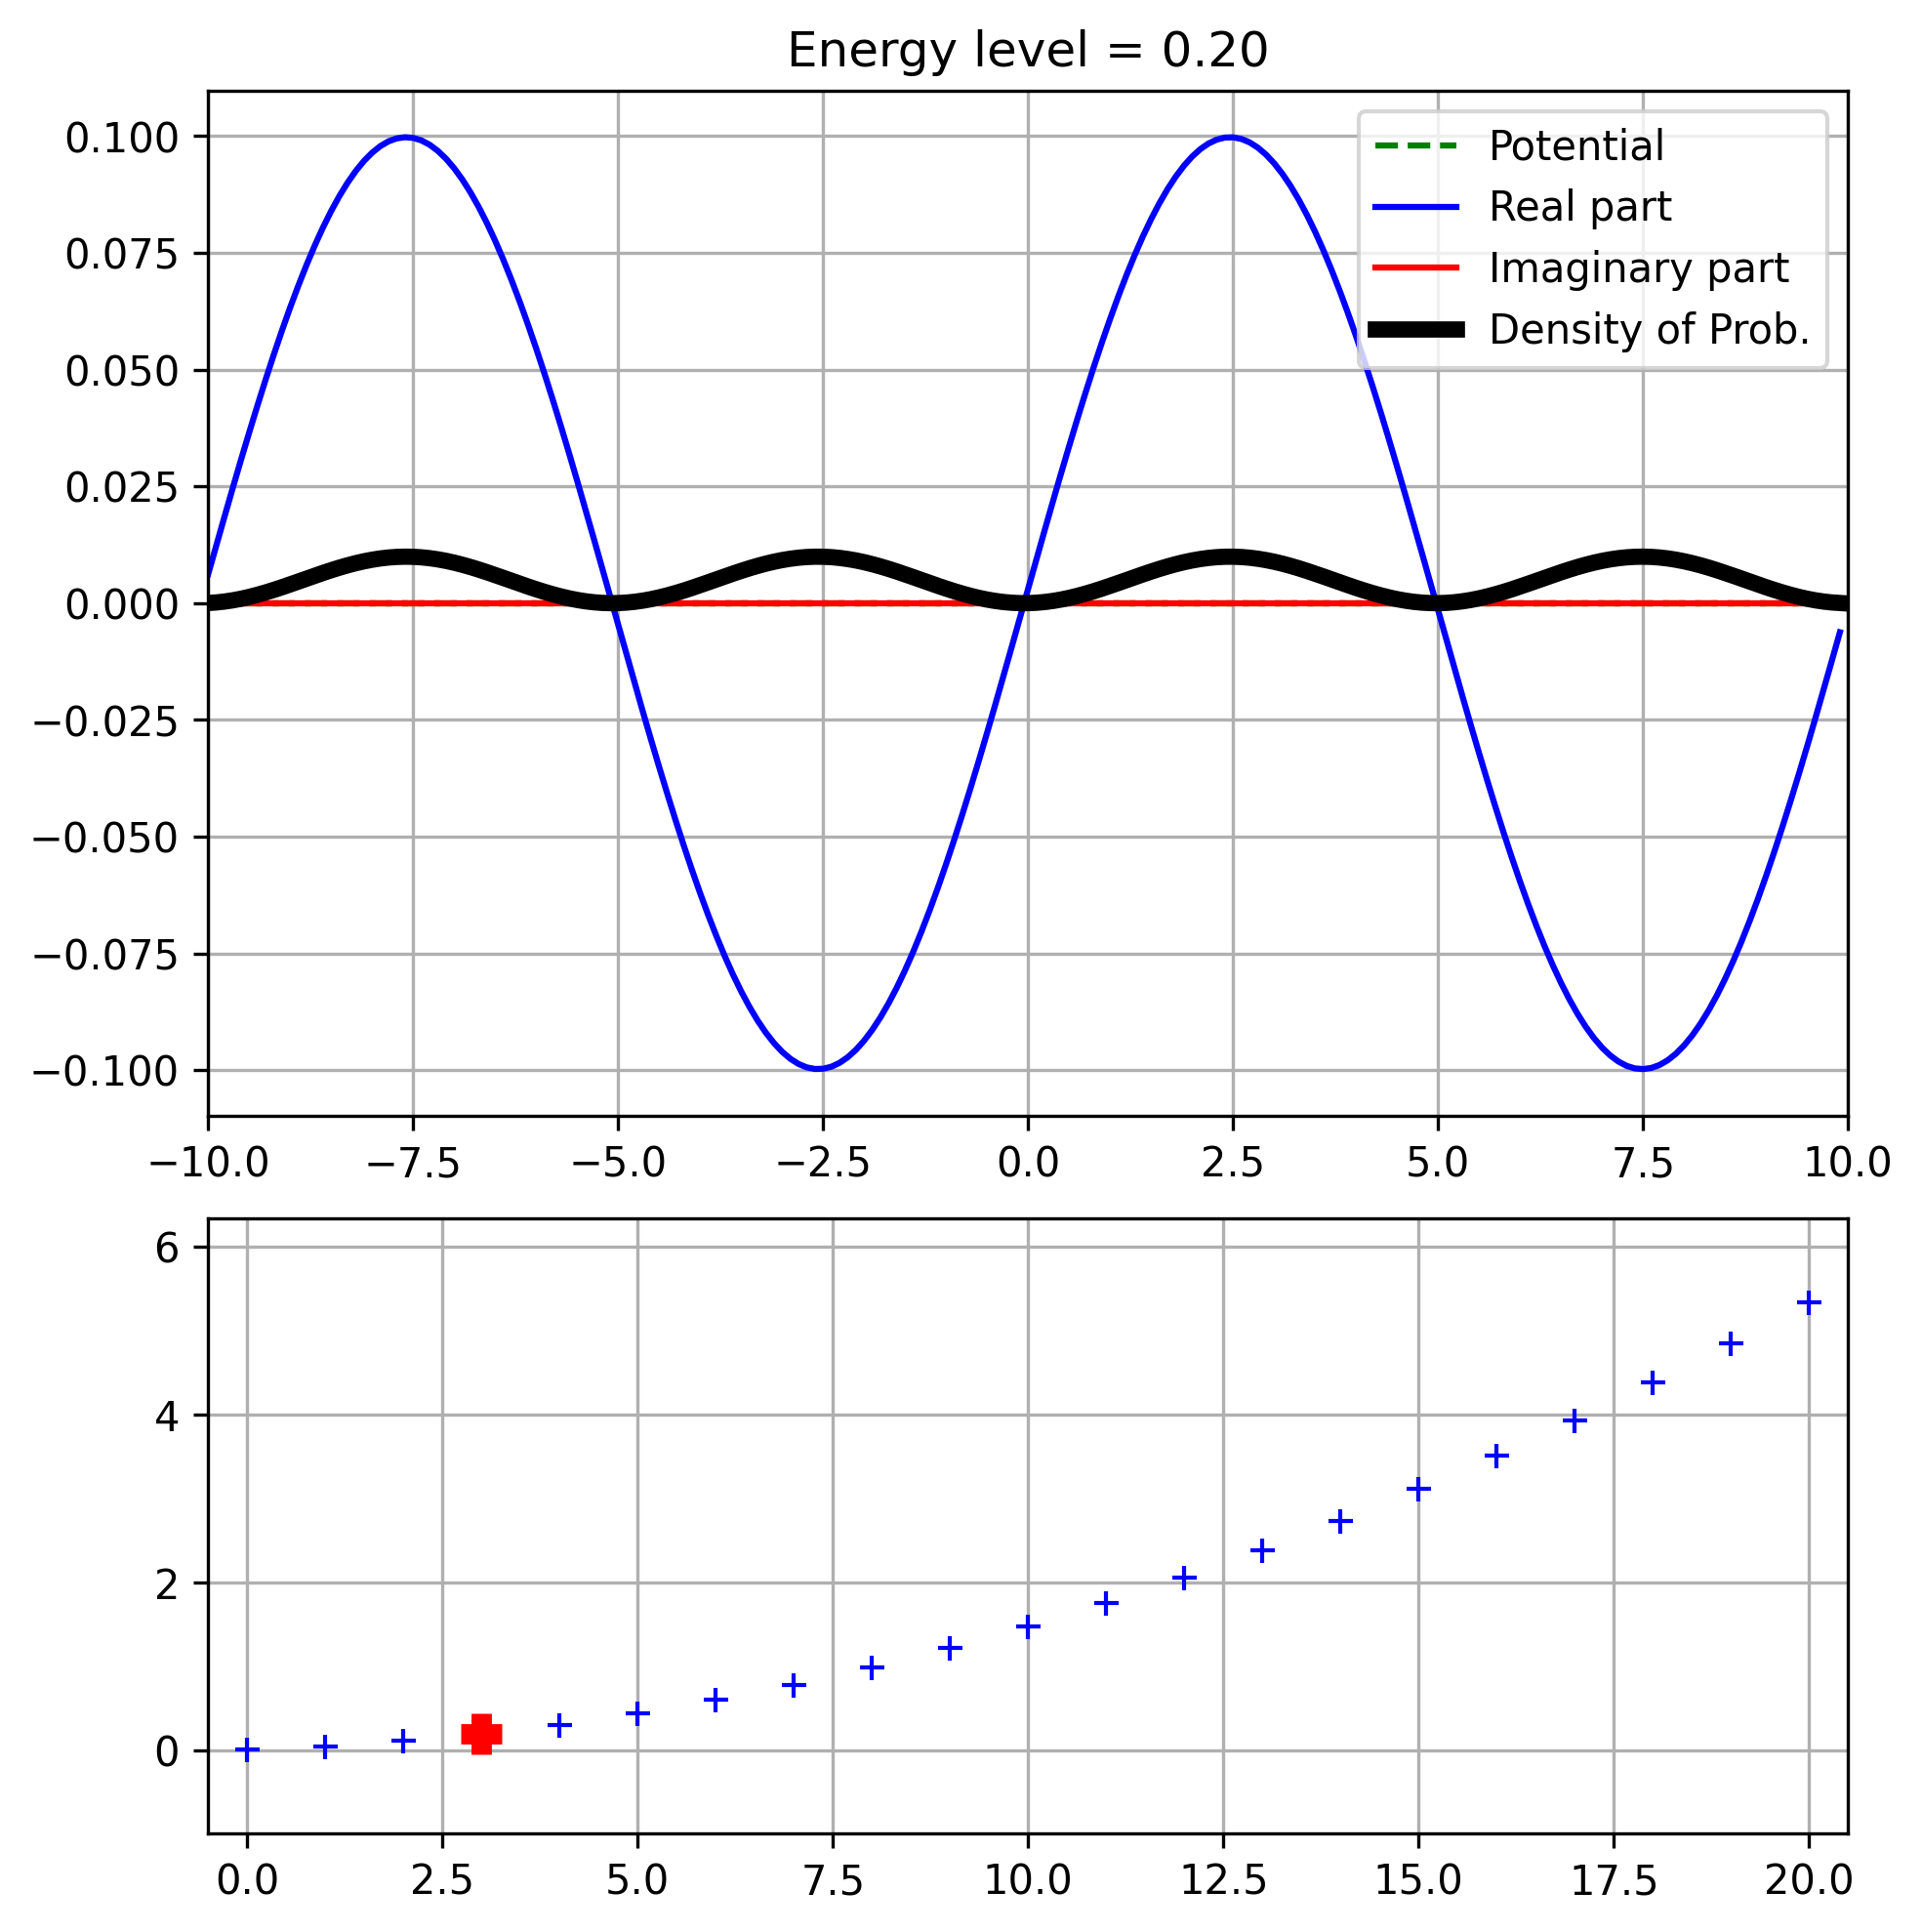 Energy level = 0.20
0.100
0.075
0.050
0.025
0.000
−0.025
−0.050
−0.075
−0.100
Potential
Real part
Imaginary part
Density of Prob.
−10.0 −7.5 −5.0 −2.5 0.0 2.5 5.0 7.5 10.0
6
4
2
0
0.0 2.5 5.0 7.5 10.0 12.5 15.0 17.5 20.0